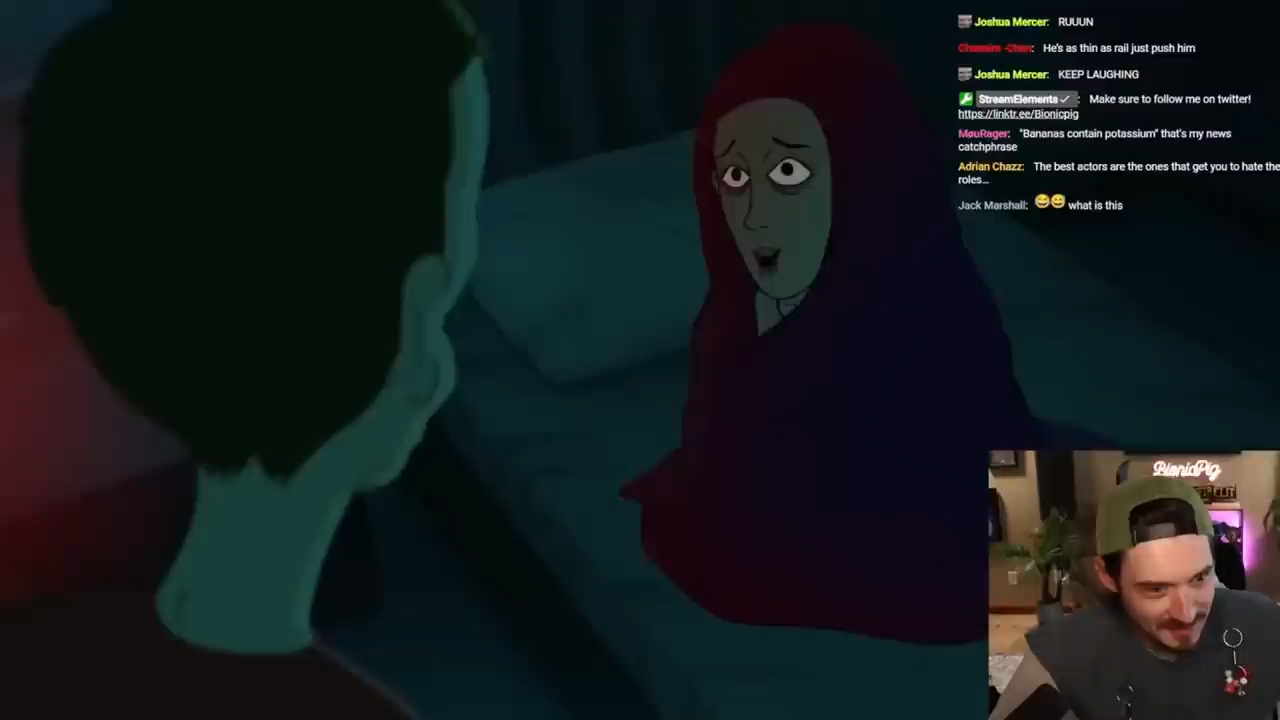 Joshua Mercer: RUUUN
He's as thin as rail just push him
Joshua Mercer: KEEP LAUGHING
StreamElements ✓: Make sure to follow me on twitter!
https://linktr.ee/Bionicpig
MøuRager: "Bananas contain potassium" that's my news
catchphrase
Adrian Chazz: The best actors are the ones that get you to hate the
roles...
Jack Marshall: 😂😅 what is this
BionicPig